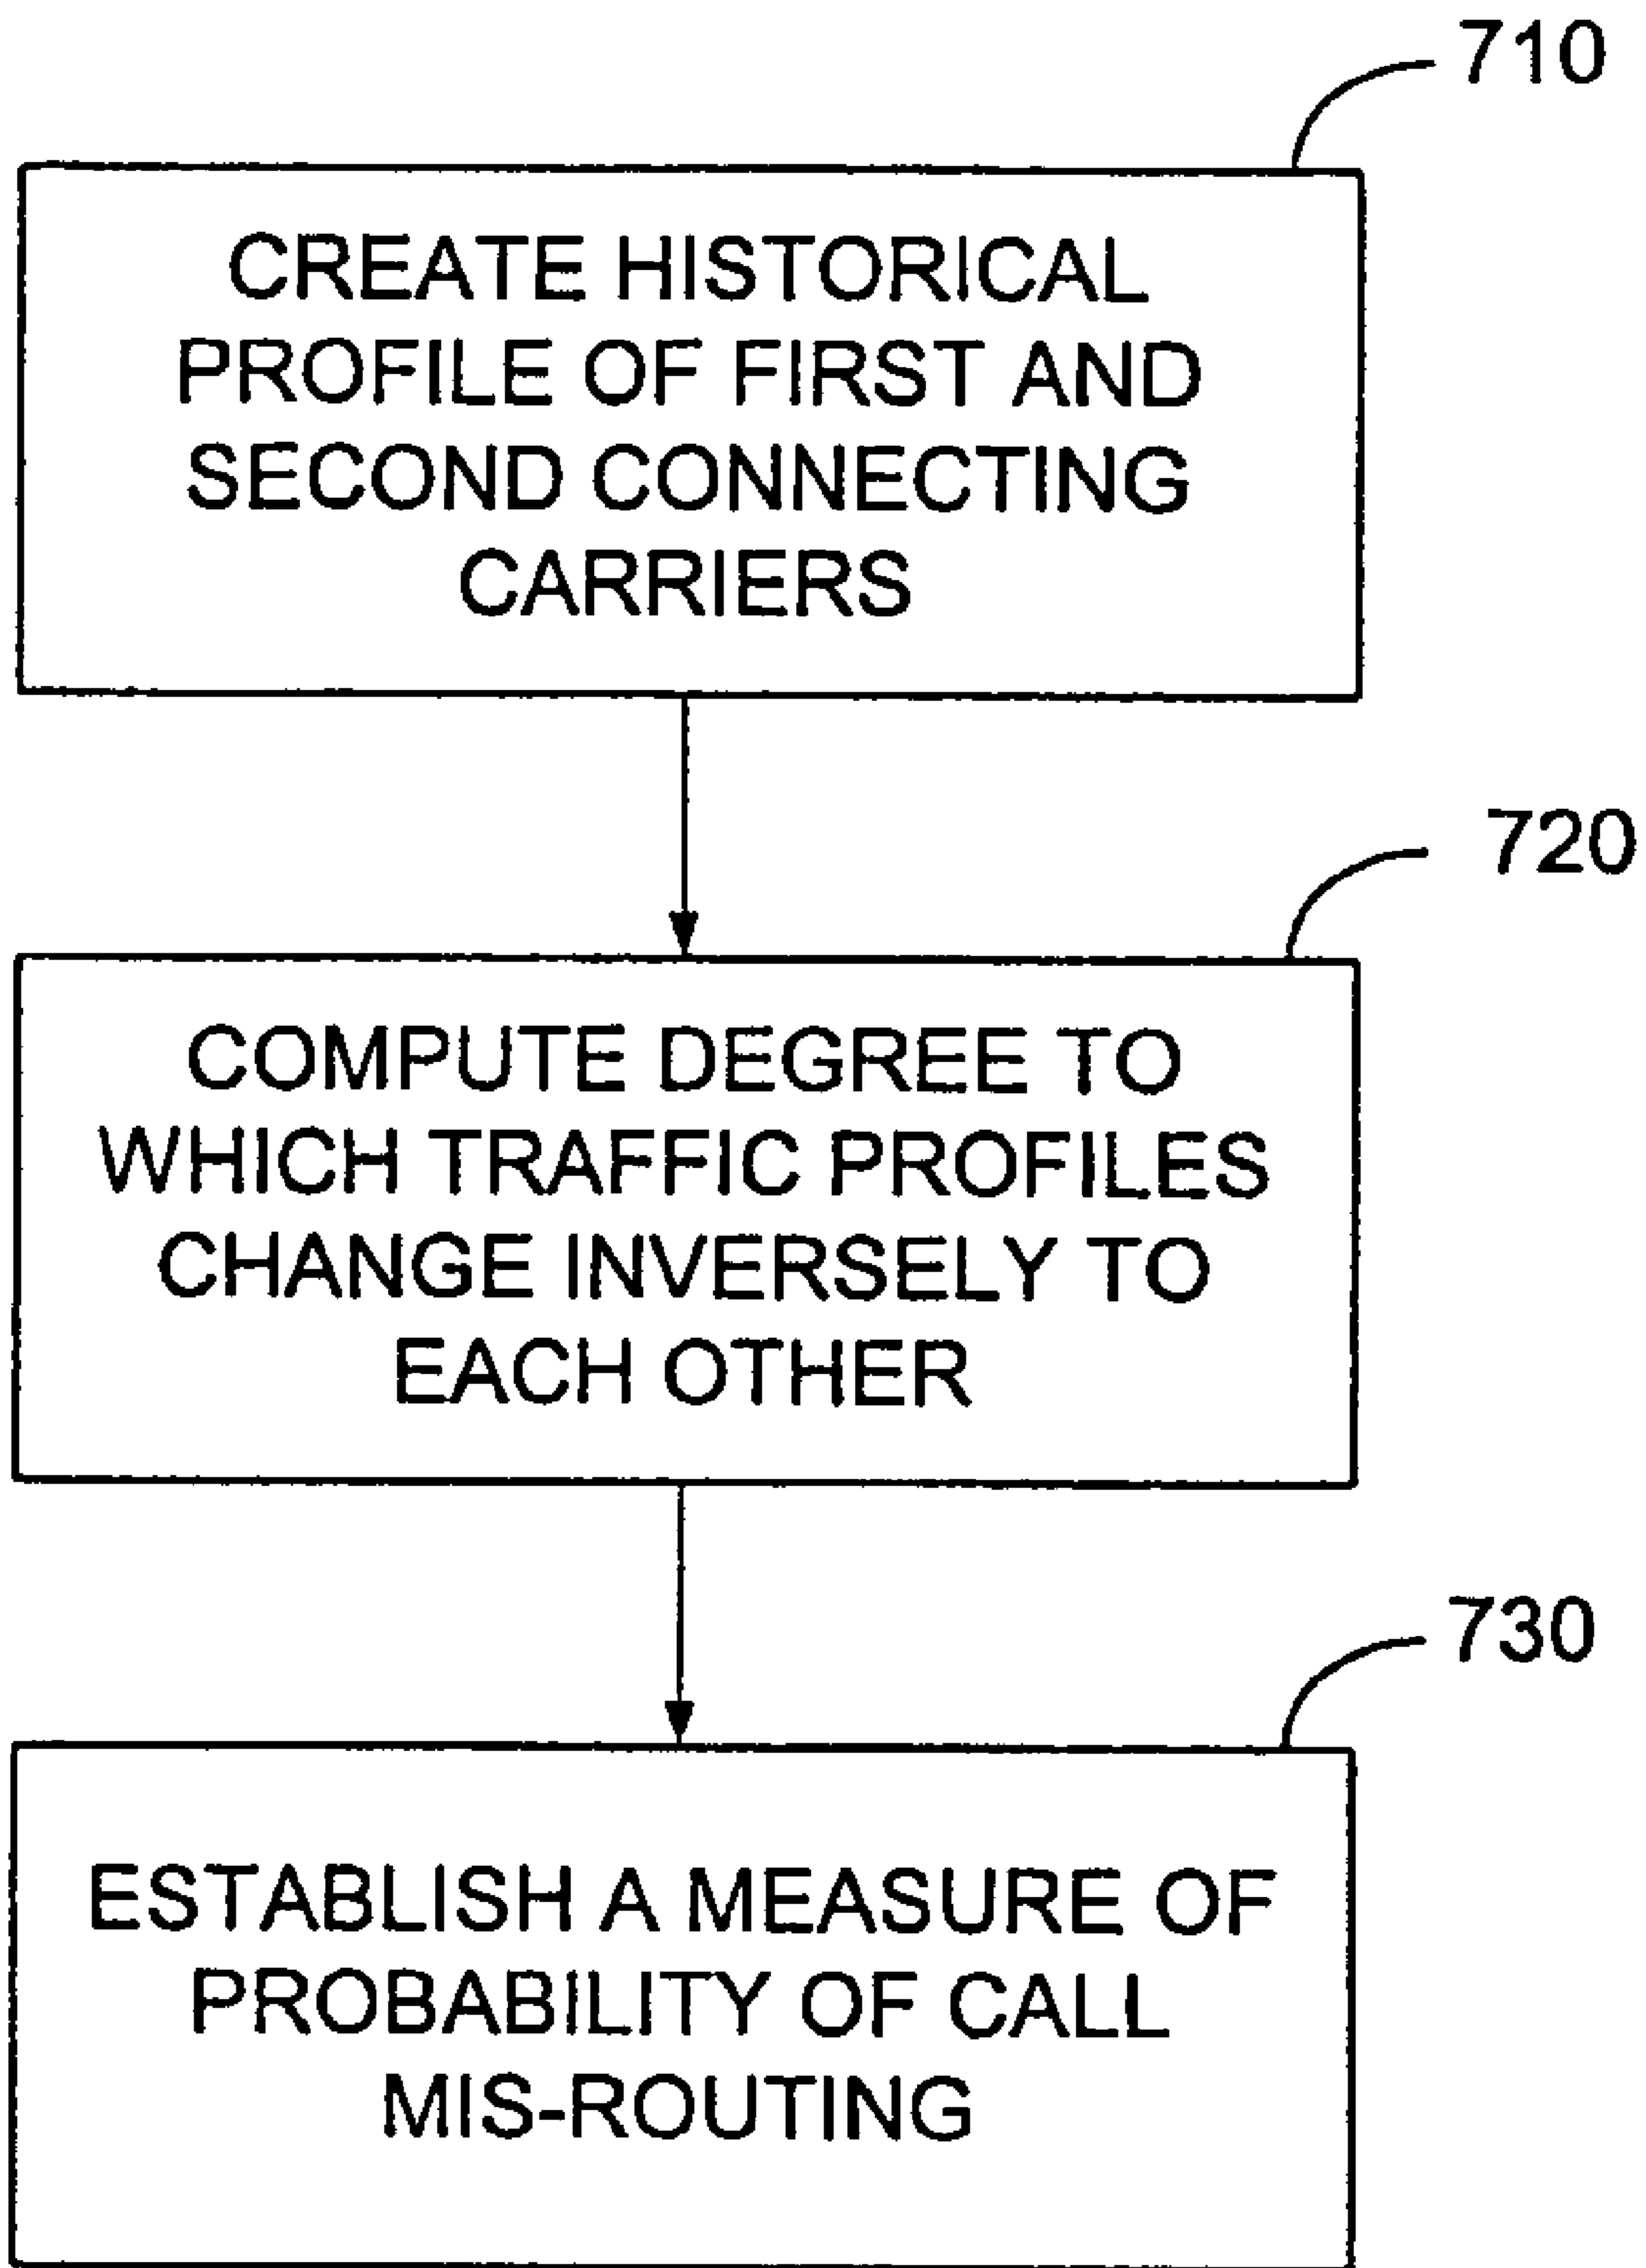 710
CREATE HISTORICAL
PROFILE OF FIRST AND
SECOND CONNECTING
CARRIERS
720
COMPUTE DEGREE TO
WHICH TRAFFIC PROFILES
CHANGE INVERSELY TO
EACH OTHER
730
ESTABLISH A MEASURE OF
PROBABILITY OF CALL
MIS-ROUTING